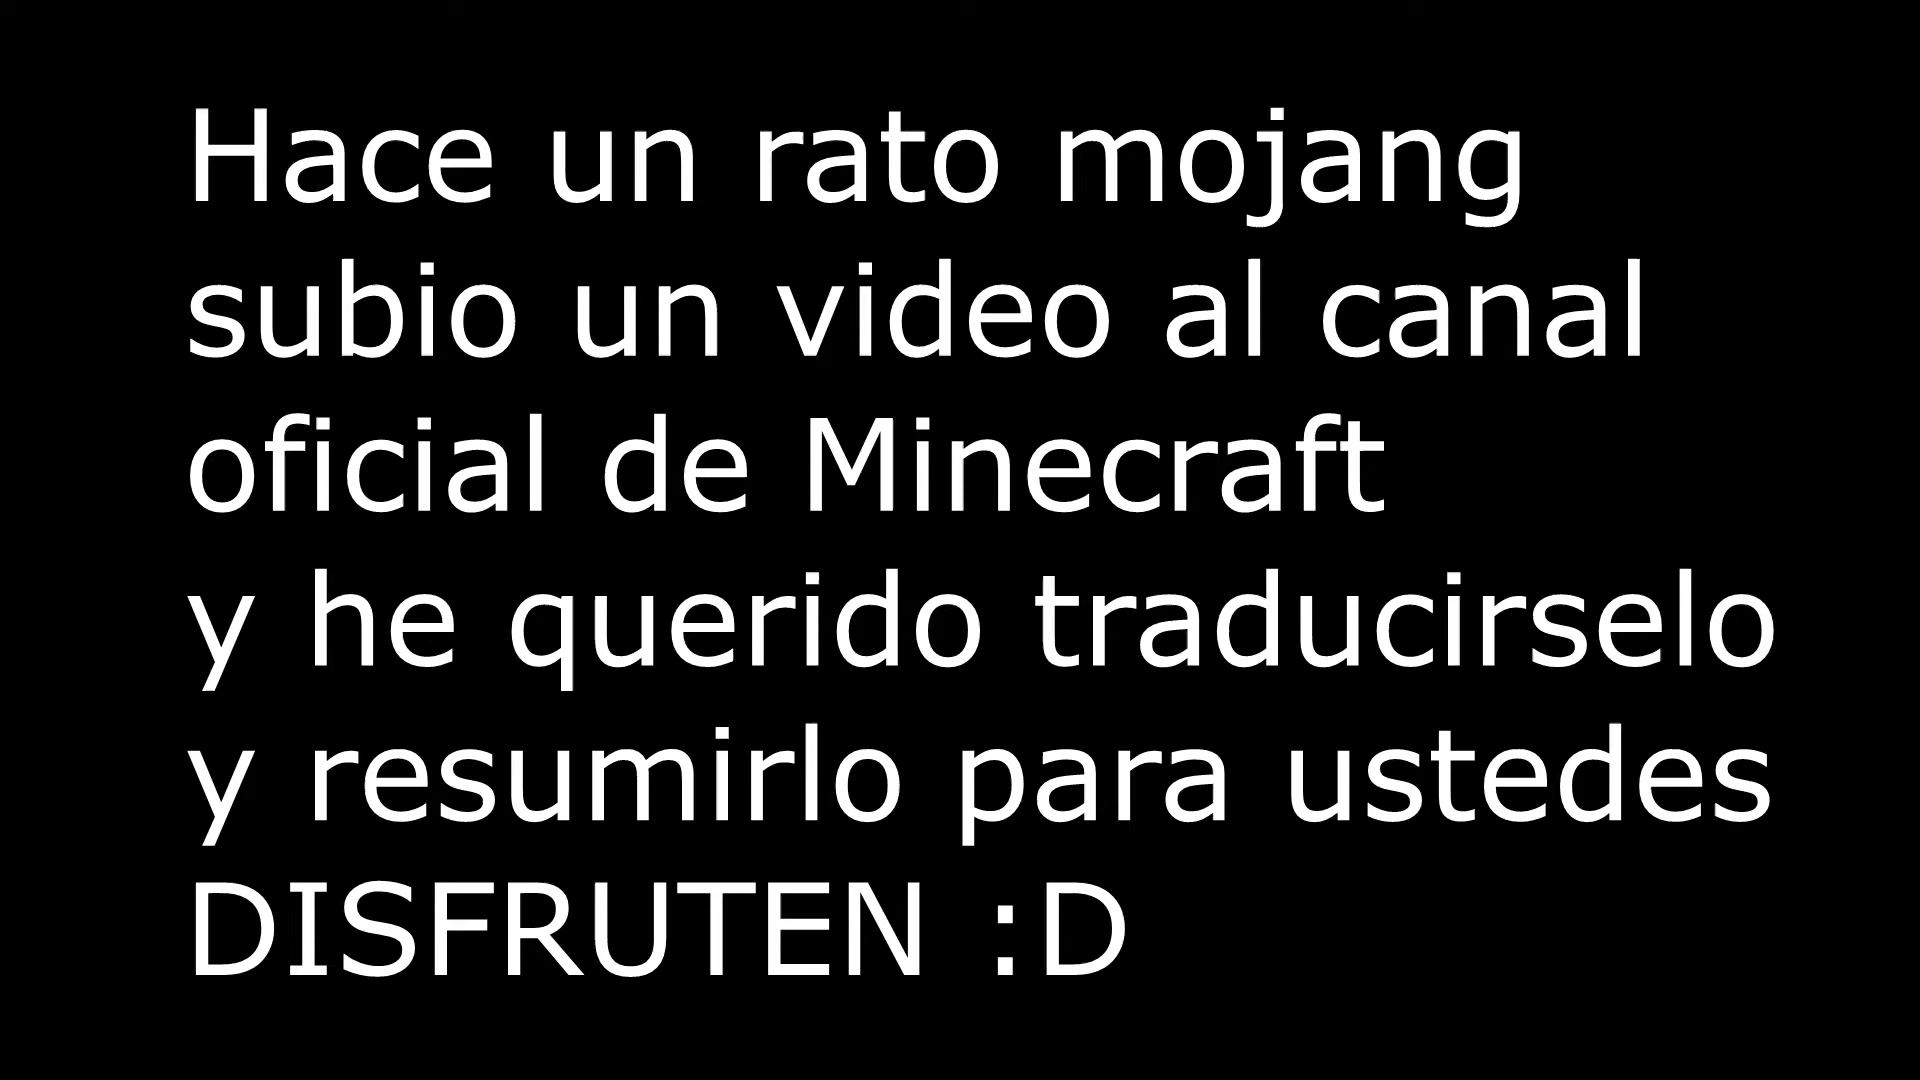 Hace un rato mojang
subio un video al canal
oficial de Minecraft
y he querido traducirselo
y resumirlo para ustedes
DISFRUTEN :D